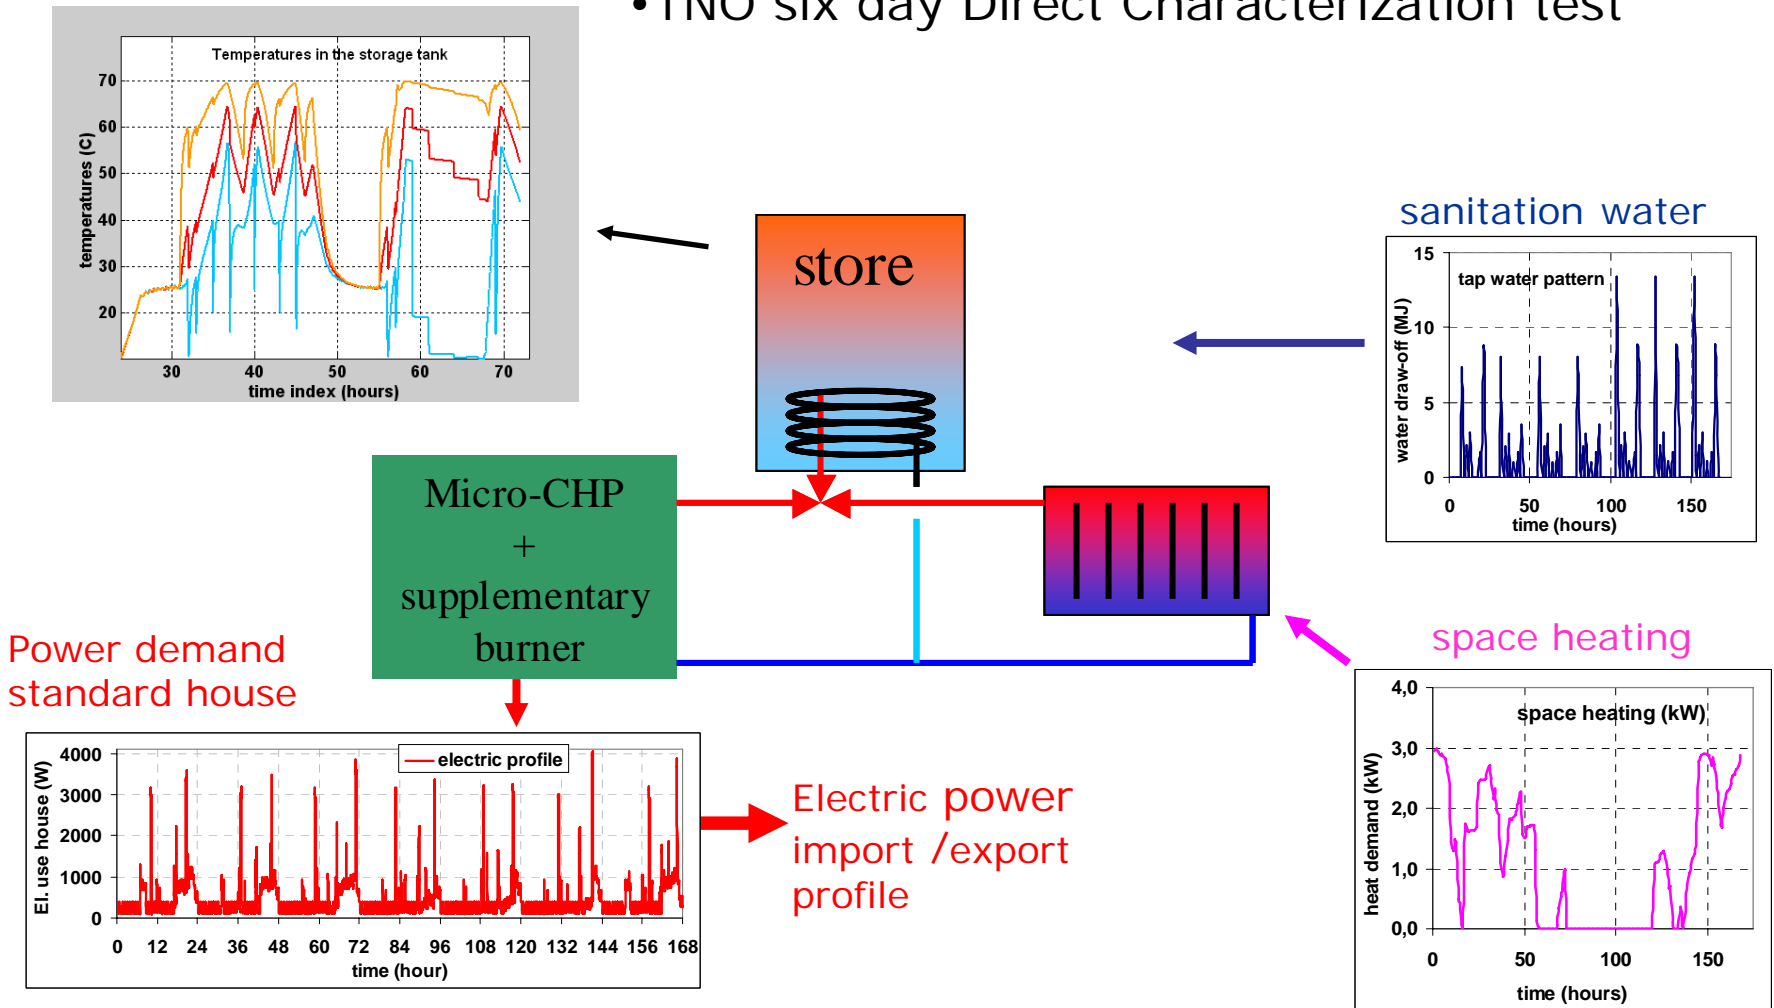 •TNO six day Direct Characterization test
Temperatures in the storage tank
temperatures (C)
70
60
50
40
30
20
30 40 50 60 70
time index (hours)
store
sanitation water
tap water pattern
water draw-off (MJ)
15
10
5
0
0 50 100 150
time (hours)
Micro-CHP
+
supplementary
burner
Power demand
standard house
space heating
electric profile
El. use house (W)
4000
3000
2000
1000
0
0 12 24 36 48 60 72 84 96 108 120 132 144 156 168
time (hour)
Electric power
import /export
profile
space heating (kW)
heat demand (kW)
4,0
3,0
2,0
1,0
0,0
0 50 100 150
time (hours)